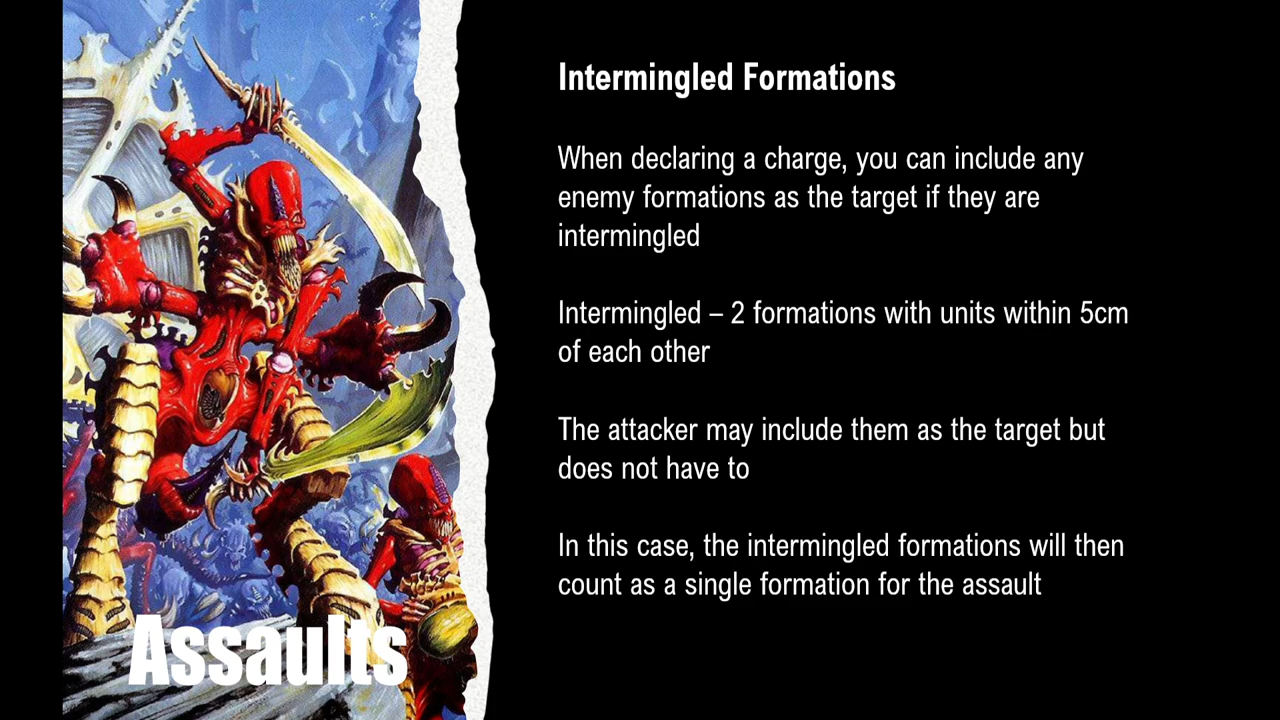 Intermingled Formations
When declaring a charge, you can include any
enemy formations as the target if they are
intermingled
Intermingled – 2 formations with units within 5cm
of each other
The attacker may include them as the target but
does not have to
In this case, the intermingled formations will then
count as a single formation for the assault
Assaults